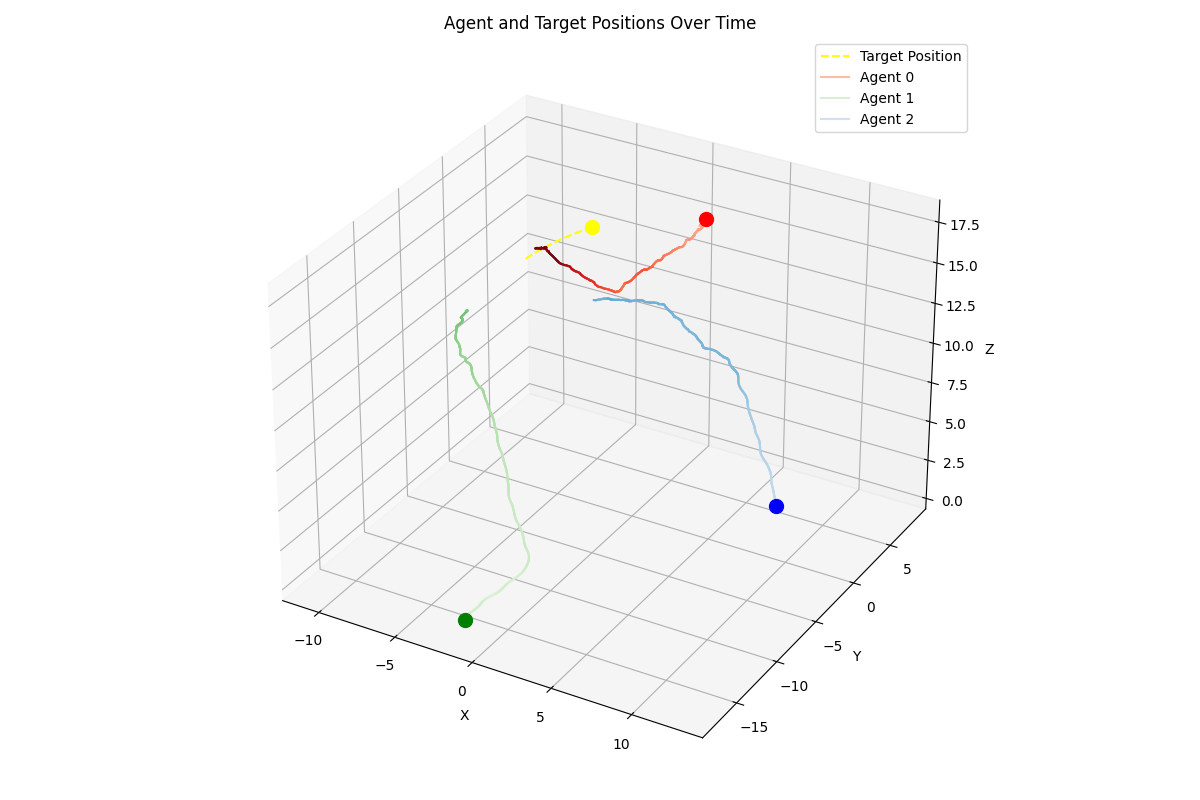 Agent and Target Positions Over Time
Target Position
Agent 0
Agent 1
Agent 2
17.5
15.0
12.5
10.0
7.5
5.0
2.5
0.0
Z
5
0
−5
−10
−15
Y
−10
−5
0
5
10
X